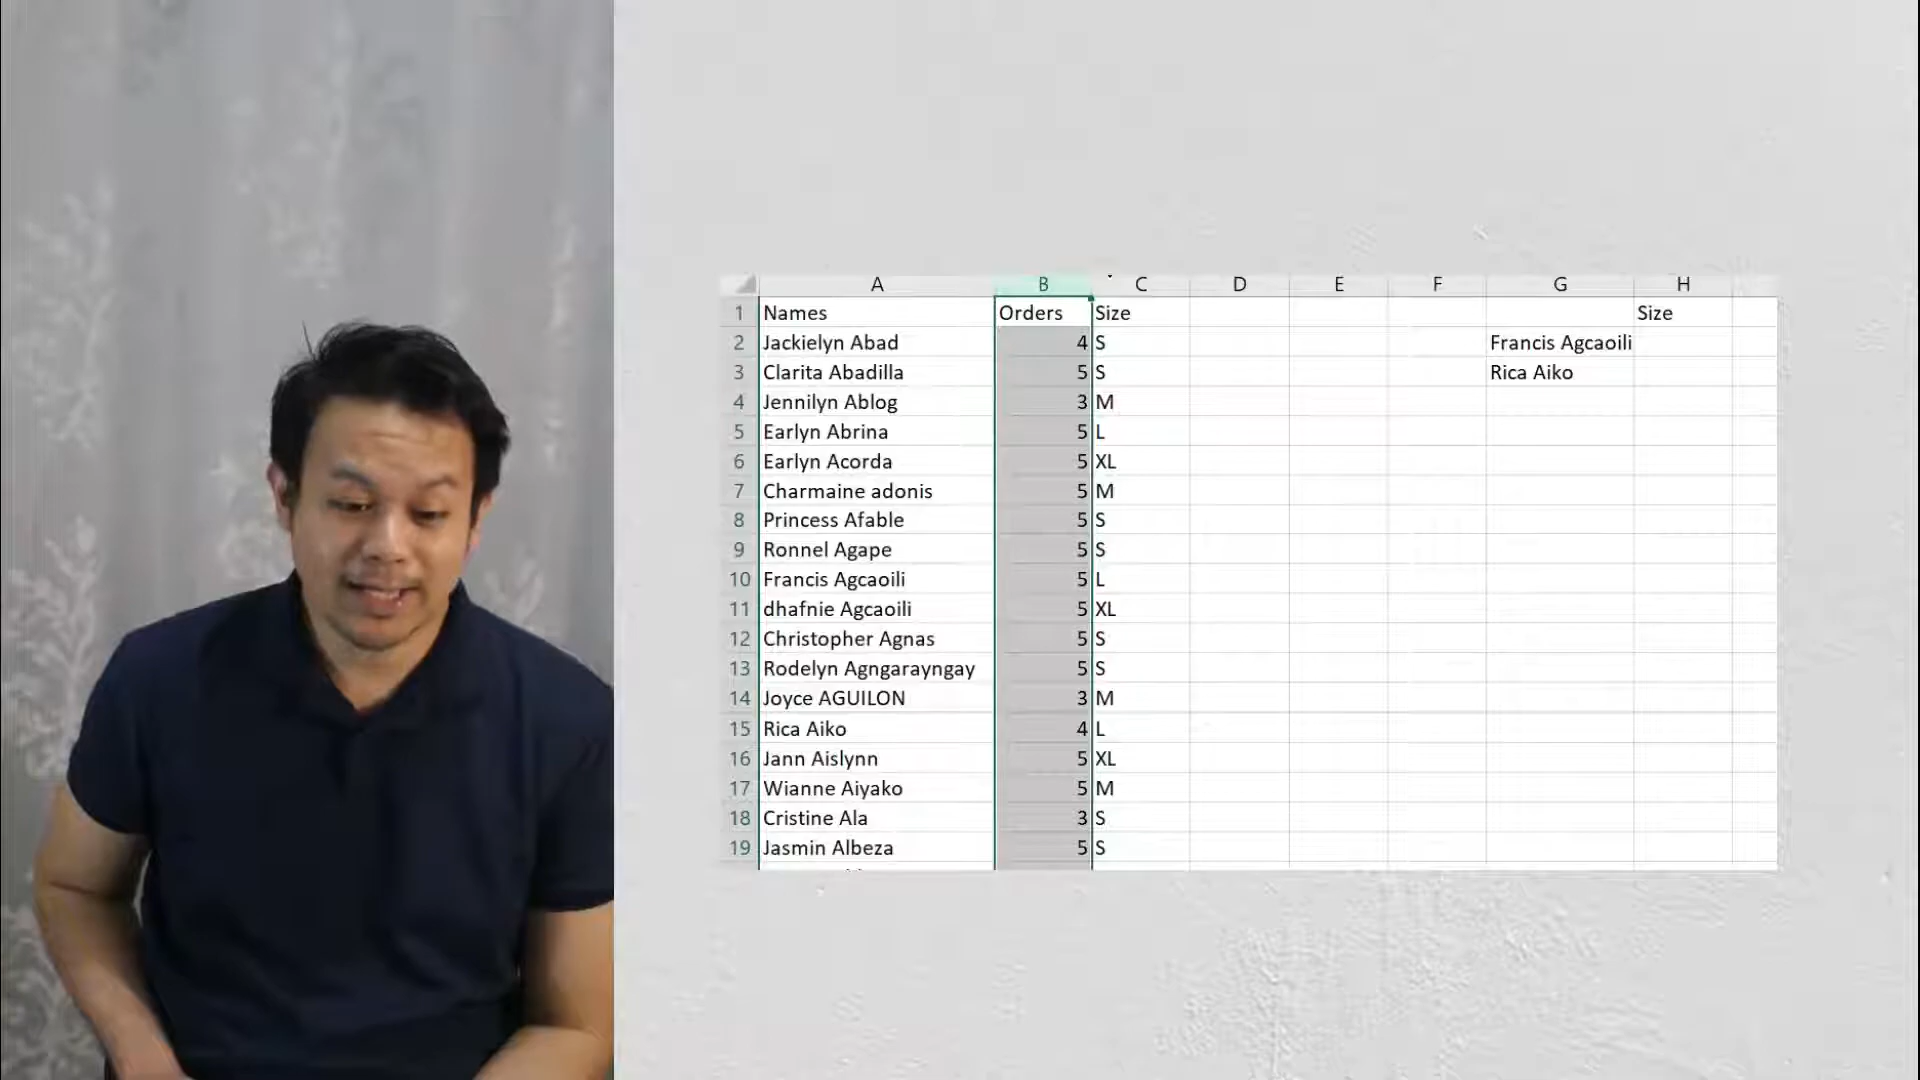 A B C D E F G H
1 Names Orders Size Size
2 Jackielyn Abad 4 S Francis Agcaoili
3 Clarita Abadilla 5 S Rica Aiko
4 Jennilyn Ablog 3 M
5 Earlyn Abrina 5 L
6 Earlyn Acorda 5 XL
7 Charmaine adonis 5 M
8 Princess Afable 5 S
9 Ronnel Agape 5 S
10 Francis Agcaoili 5 L
11 dhafnie Agcaoili 5 XL
12 Christopher Agnas 5 S
13 Rodelyn Agngarayngay 5 S
14 Joyce AGUILON 3 M
15 Rica Aiko 4 L
16 Jann Aislynn 5 XL
17 Wianne Aiyako 5 M
18 Cristine Ala 3 S
19 Jasmin Albeza 5 S